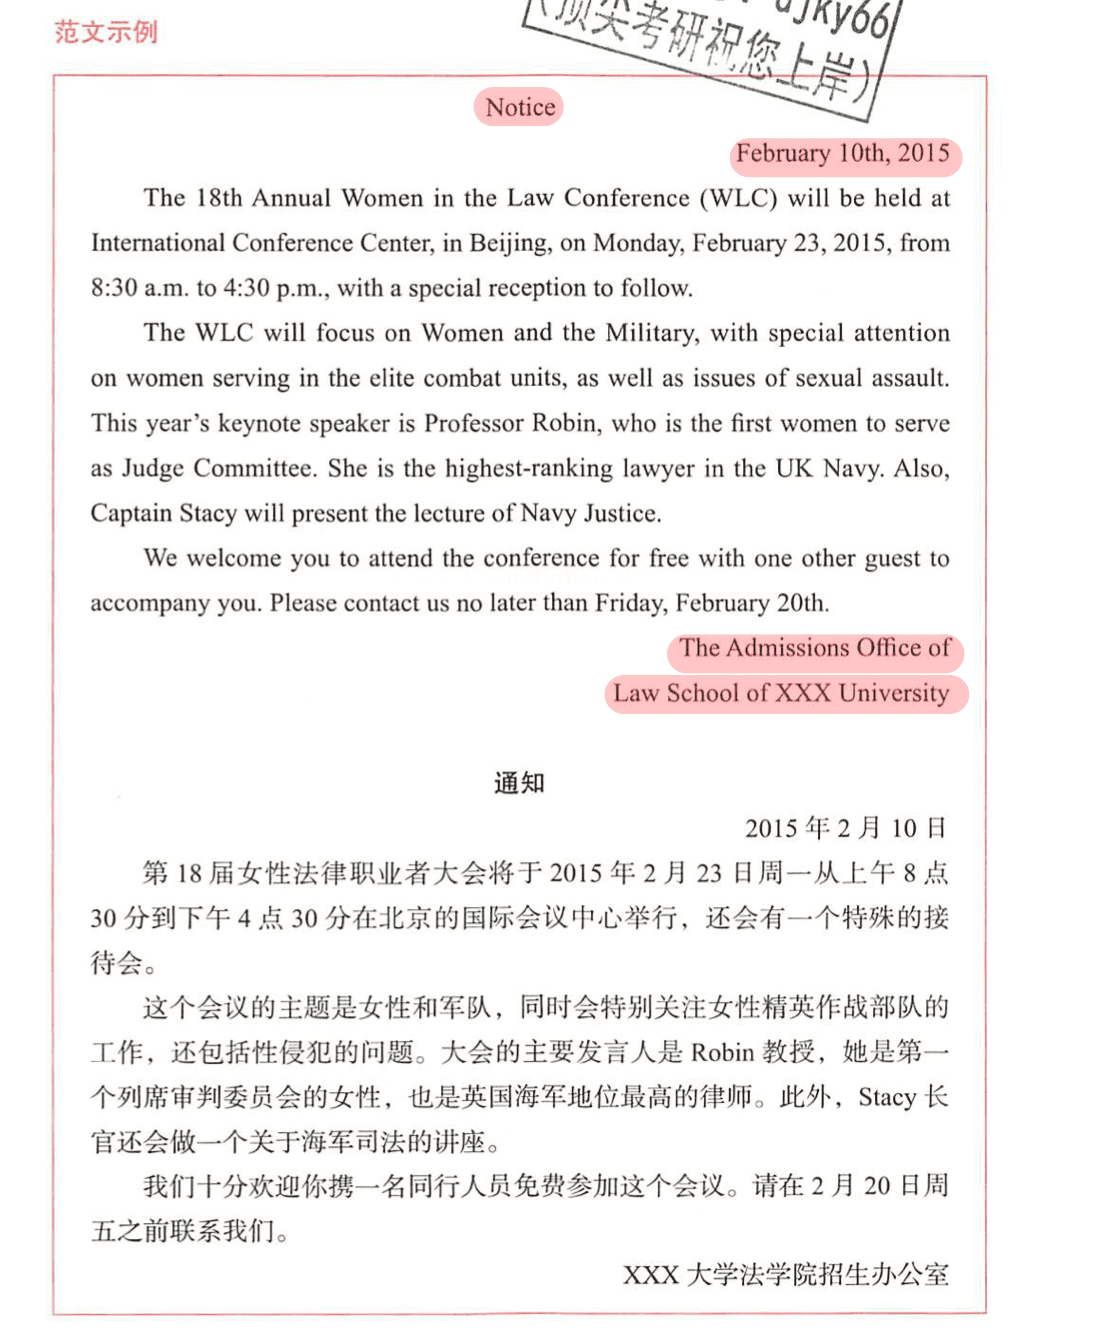 范文示例
ajky66
(顶尖考研祝您上岸)
Notice
February 10th, 2015
The 18th Annual Women in the Law Conference (WLC) will be held at
International Conference Center, in Beijing, on Monday, February 23, 2015, from
8:30 a.m. to 4:30 p.m., with a special reception to follow.
The WLC will focus on Women and the Military, with special attention
on women serving in the elite combat units, as well as issues of sexual assault.
This year’s keynote speaker is Professor Robin, who is the first women to serve
as Judge Committee. She is the highest-ranking lawyer in the UK Navy. Also,
Captain Stacy will present the lecture of Navy Justice.
We welcome you to attend the conference for free with one other guest to
accompany you. Please contact us no later than Friday, February 20th.
The Admissions Office of
Law School of XXX University
通知
2015 年 2 月 10 日
第 18 届女性法律职业者大会将于 2015 年 2 月 23 日周一从上午 8 点
30 分到下午 4 点 30 分在北京的国际会议中心举行，还会有一个特殊的接
待会。
这个会议的主题是女性和军队，同时会特别关注女性精英作战部队的
工作，还包括性侵犯的问题。大会的主要发言人是 Robin 教授，她是第一
个列席审判委员会的女性，也是英国海军地位最高的律师。此外，Stacy 长
官还会做一个关于海军司法的讲座。
我们十分欢迎你携一名同行人员免费参加这个会议。请在 2 月 20 日周
五之前联系我们。
XXX 大学法学院招生办公室